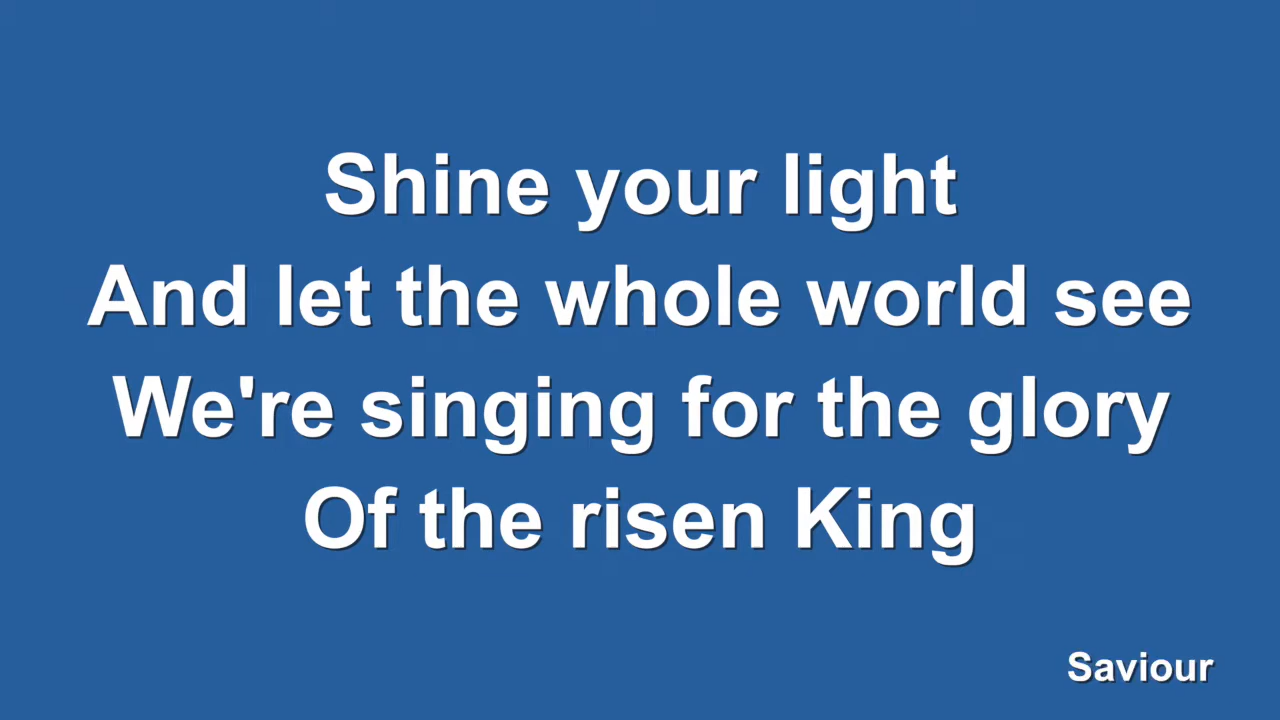 Shine your light
And let the whole world see
We're singing for the glory
Of the risen King
Saviour